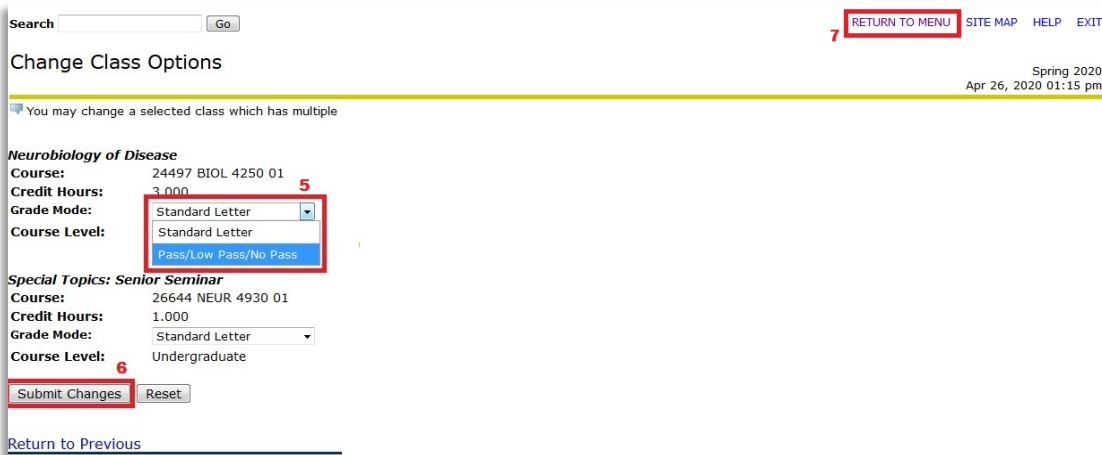 Search Go RETURN TO MENU SITE MAP HELP EXIT
7
Change Class Options
Spring 2020
Apr 26, 2020 01:15 pm
You may change a selected class which has multiple
Neurobiology of Disease
Course: 24497 BIOL 4250 01
Credit Hours: 3.000
5
Grade Mode: Standard Letter
Course Level: Standard Letter
Pass/Low Pass/No Pass
Special Topics: Senior Seminar
Course: 26644 NEUR 4930 01
Credit Hours: 1.000
Grade Mode: Standard Letter
Course Level: Undergraduate
6
Submit Changes Reset
Return to Previous